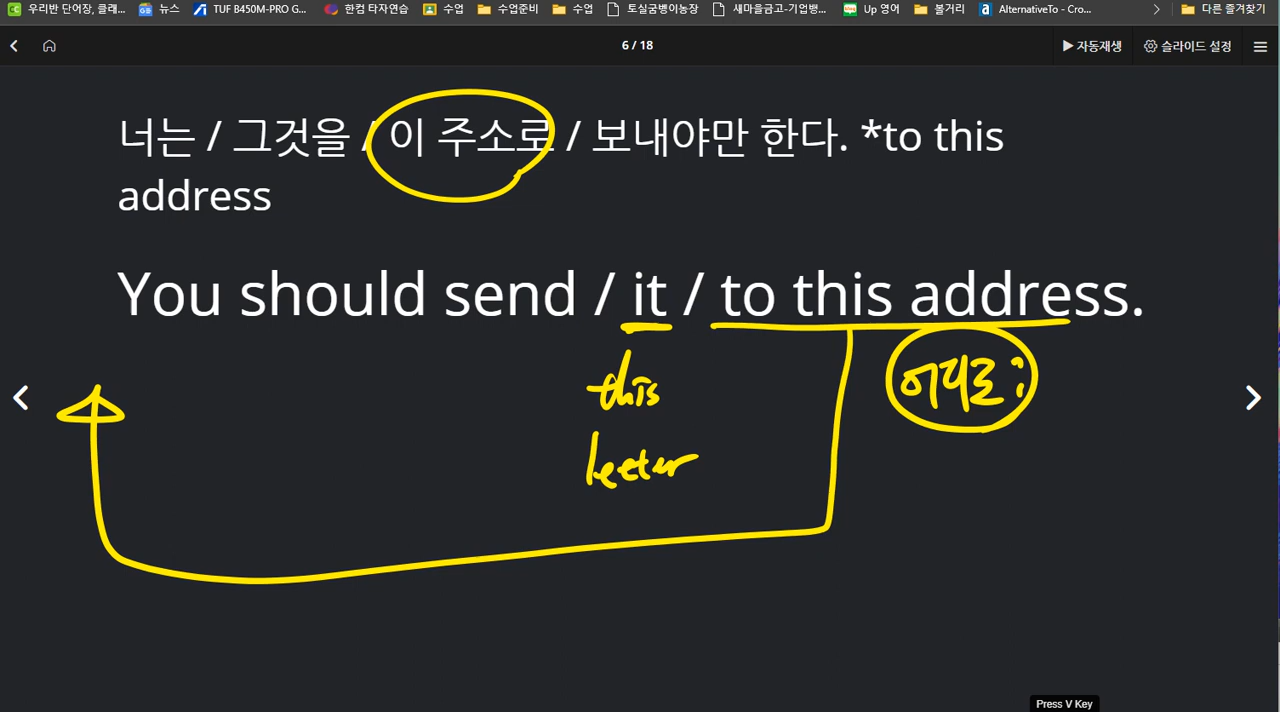 우리반 단어장, 클래... 뉴스 TUF B450M-PRO G... 한컴 타자연습 수업 수업준비 수업 토실굼벵이농장 새마을금고-기업뱅... Up 영어 볼거리 AlternativeTo - Cro... 다른 즐겨찾기
6 / 18 자동재생 슬라이드 설정
너는 / 그것을 / 이 주소로 / 보내야만 한다. *to this
address
You should send / it / to this address.
this
letter
Press V Key